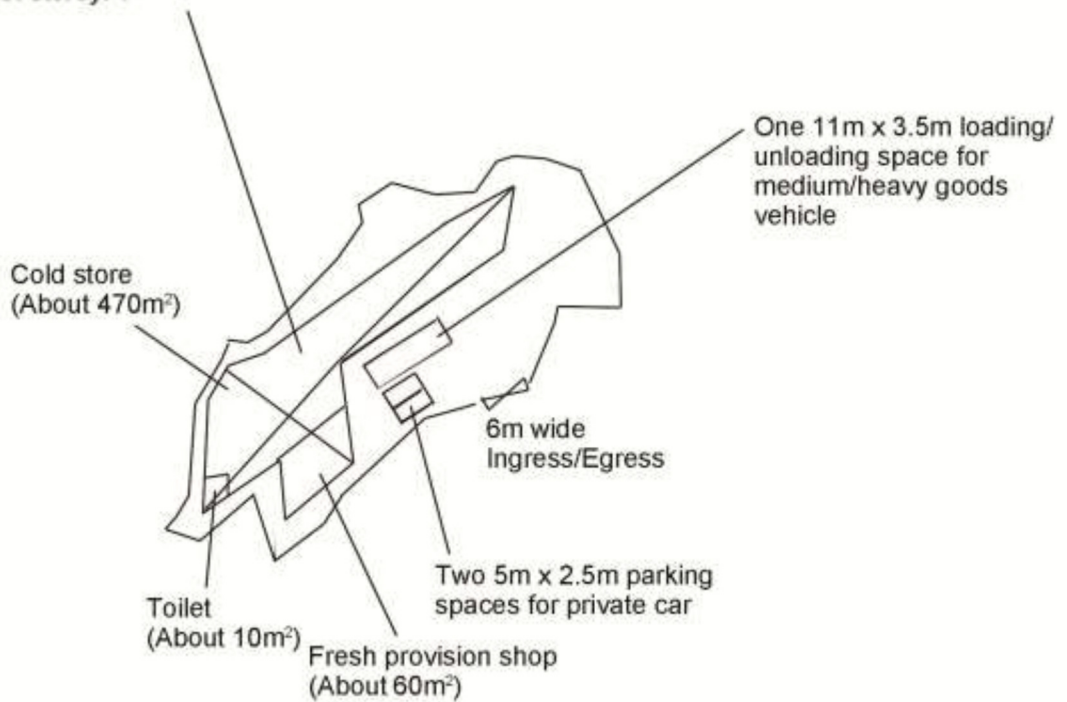 One 11m x 3.5m loading/
unloading space for
medium/heavy goods
vehicle
Cold store
(About 470m²)
6m wide
Ingress/Egress
Two 5m x 2.5m parking
spaces for private car
Toilet
(About 10m²)
Fresh provision shop
(About 60m²)